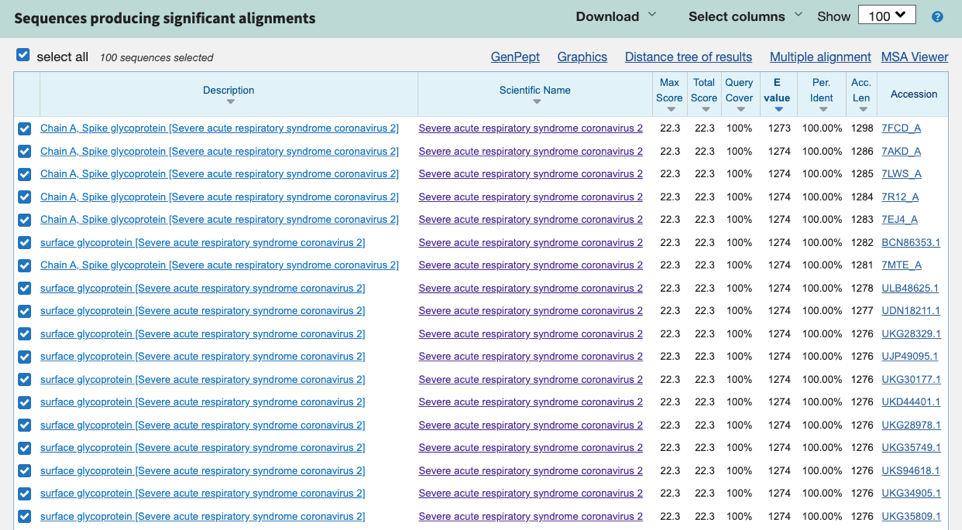 Sequences producing significant alignments Download Select columns Show 100 ?
select all 100 sequences selected GenPept Graphics Distance tree of results Multiple alignment MSA Viewer
Description Scientific Name Max Score Total Score Query Cover E value Per. Ident Acc. Len Accession
Chain A, Spike glycoprotein [Severe acute respiratory syndrome coronavirus 2] Severe acute respiratory syndrome coronavirus 2 22.3 22.3 100% 1273 100.00% 1298 7FCD_A
Chain A, Spike glycoprotein [Severe acute respiratory syndrome coronavirus 2] Severe acute respiratory syndrome coronavirus 2 22.3 22.3 100% 1274 100.00% 1286 7AKD_A
Chain A, Spike glycoprotein [Severe acute respiratory syndrome coronavirus 2] Severe acute respiratory syndrome coronavirus 2 22.3 22.3 100% 1274 100.00% 1285 7LWS_A
Chain A, Spike glycoprotein [Severe acute respiratory syndrome coronavirus 2] Severe acute respiratory syndrome coronavirus 2 22.3 22.3 100% 1274 100.00% 1284 7R12_A
Chain A, Spike glycoprotein [Severe acute respiratory syndrome coronavirus 2] Severe acute respiratory syndrome coronavirus 2 22.3 22.3 100% 1274 100.00% 1283 7EJ4_A
surface glycoprotein [Severe acute respiratory syndrome coronavirus 2] Severe acute respiratory syndrome coronavirus 2 22.3 22.3 100% 1274 100.00% 1282 BCN86353.1
Chain A, Spike glycoprotein [Severe acute respiratory syndrome coronavirus 2] Severe acute respiratory syndrome coronavirus 2 22.3 22.3 100% 1274 100.00% 1281 7MTE_A
surface glycoprotein [Severe acute respiratory syndrome coronavirus 2] Severe acute respiratory syndrome coronavirus 2 22.3 22.3 100% 1274 100.00% 1278 ULB48625.1
surface glycoprotein [Severe acute respiratory syndrome coronavirus 2] Severe acute respiratory syndrome coronavirus 2 22.3 22.3 100% 1274 100.00% 1277 UDN18211.1
surface glycoprotein [Severe acute respiratory syndrome coronavirus 2] Severe acute respiratory syndrome coronavirus 2 22.3 22.3 100% 1274 100.00% 1276 UKG28329.1
surface glycoprotein [Severe acute respiratory syndrome coronavirus 2] Severe acute respiratory syndrome coronavirus 2 22.3 22.3 100% 1274 100.00% 1276 UJP49095.1
surface glycoprotein [Severe acute respiratory syndrome coronavirus 2] Severe acute respiratory syndrome coronavirus 2 22.3 22.3 100% 1274 100.00% 1276 UKG30177.1
surface glycoprotein [Severe acute respiratory syndrome coronavirus 2] Severe acute respiratory syndrome coronavirus 2 22.3 22.3 100% 1274 100.00% 1276 UKD44401.1
surface glycoprotein [Severe acute respiratory syndrome coronavirus 2] Severe acute respiratory syndrome coronavirus 2 22.3 22.3 100% 1274 100.00% 1276 UKG28978.1
surface glycoprotein [Severe acute respiratory syndrome coronavirus 2] Severe acute respiratory syndrome coronavirus 2 22.3 22.3 100% 1274 100.00% 1276 UKG35749.1
surface glycoprotein [Severe acute respiratory syndrome coronavirus 2] Severe acute respiratory syndrome coronavirus 2 22.3 22.3 100% 1274 100.00% 1276 UKS94618.1
surface glycoprotein [Severe acute respiratory syndrome coronavirus 2] Severe acute respiratory syndrome coronavirus 2 22.3 22.3 100% 1274 100.00% 1276 UKG34905.1
surface glycoprotein [Severe acute respiratory syndrome coronavirus 2] Severe acute respiratory syndrome coronavirus 2 22.3 22.3 100% 1274 100.00% 1276 UKG35809.1